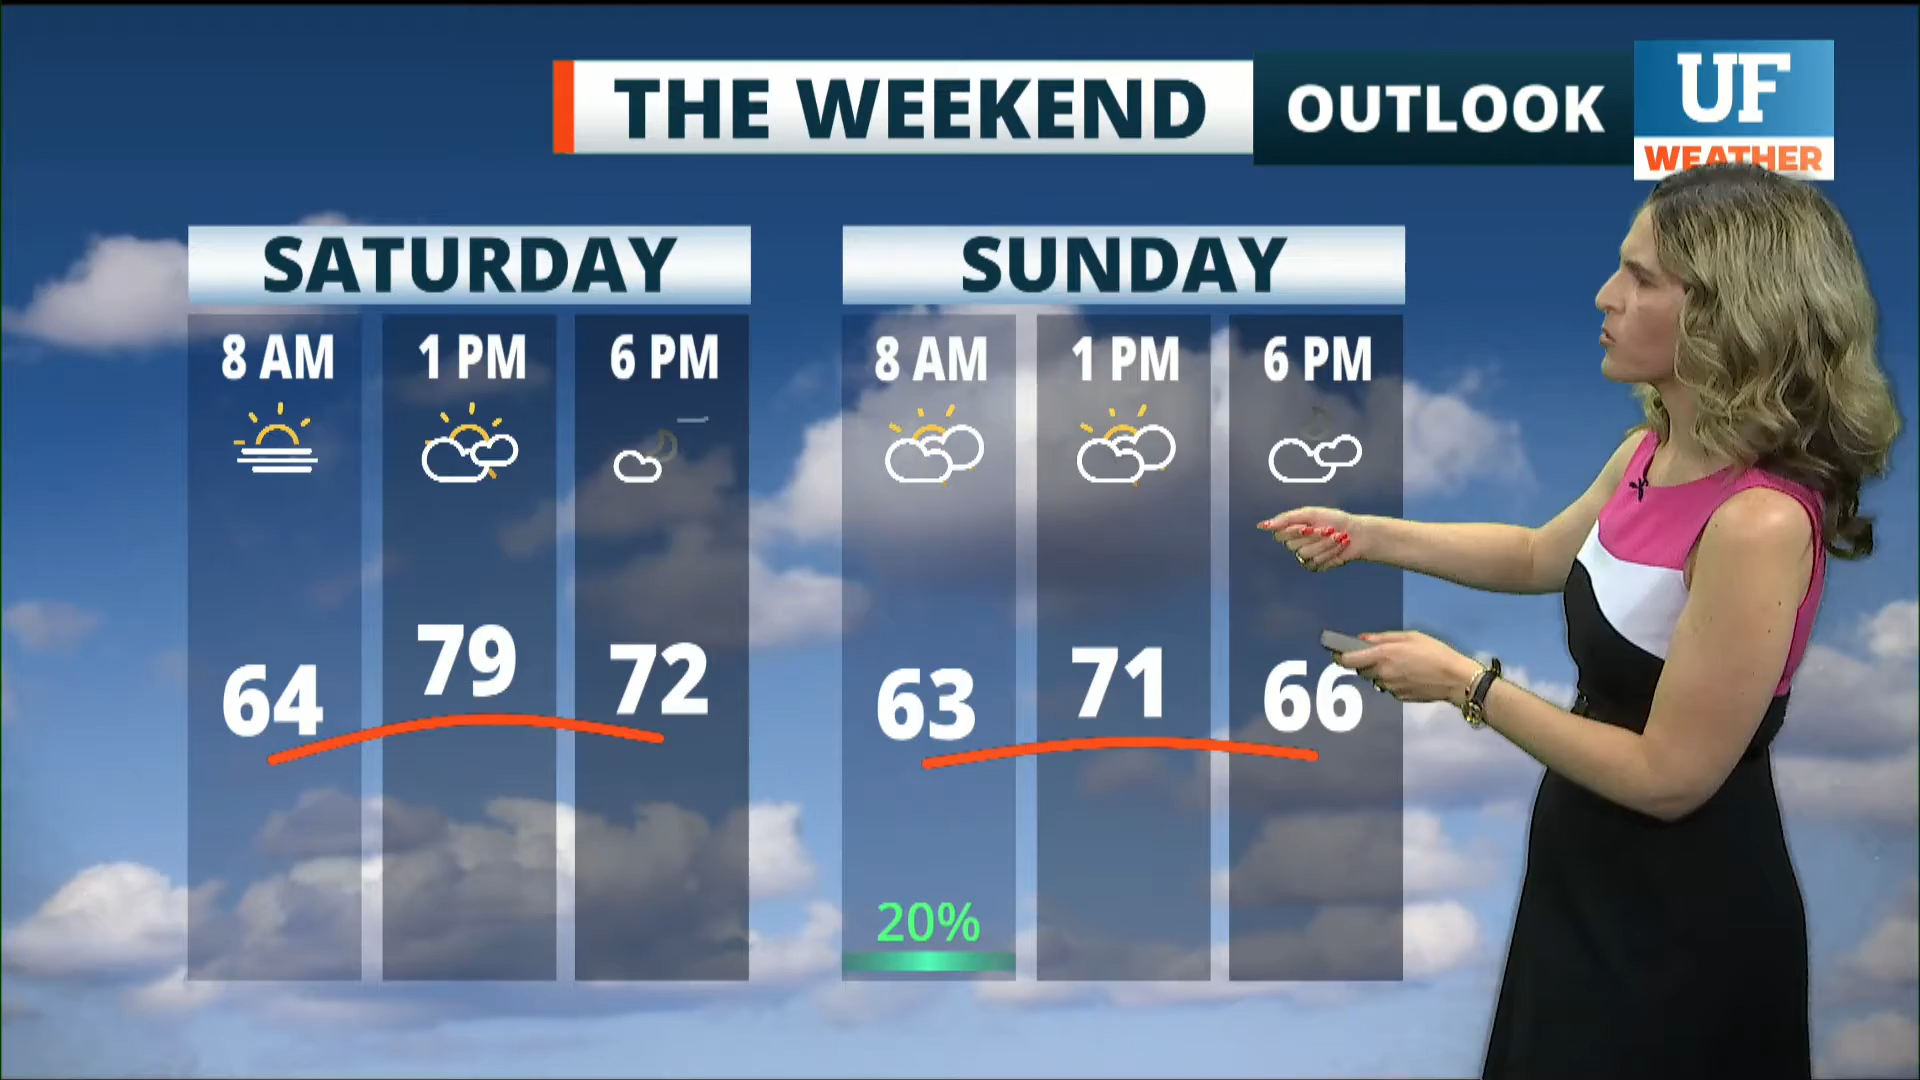 THE WEEKEND OUTLOOK
UF
WEATHER
SATURDAY
8 AM 1 PM 6 PM
64 79 72
SUNDAY
8 AM 1 PM 6 PM
63 71 66
20%